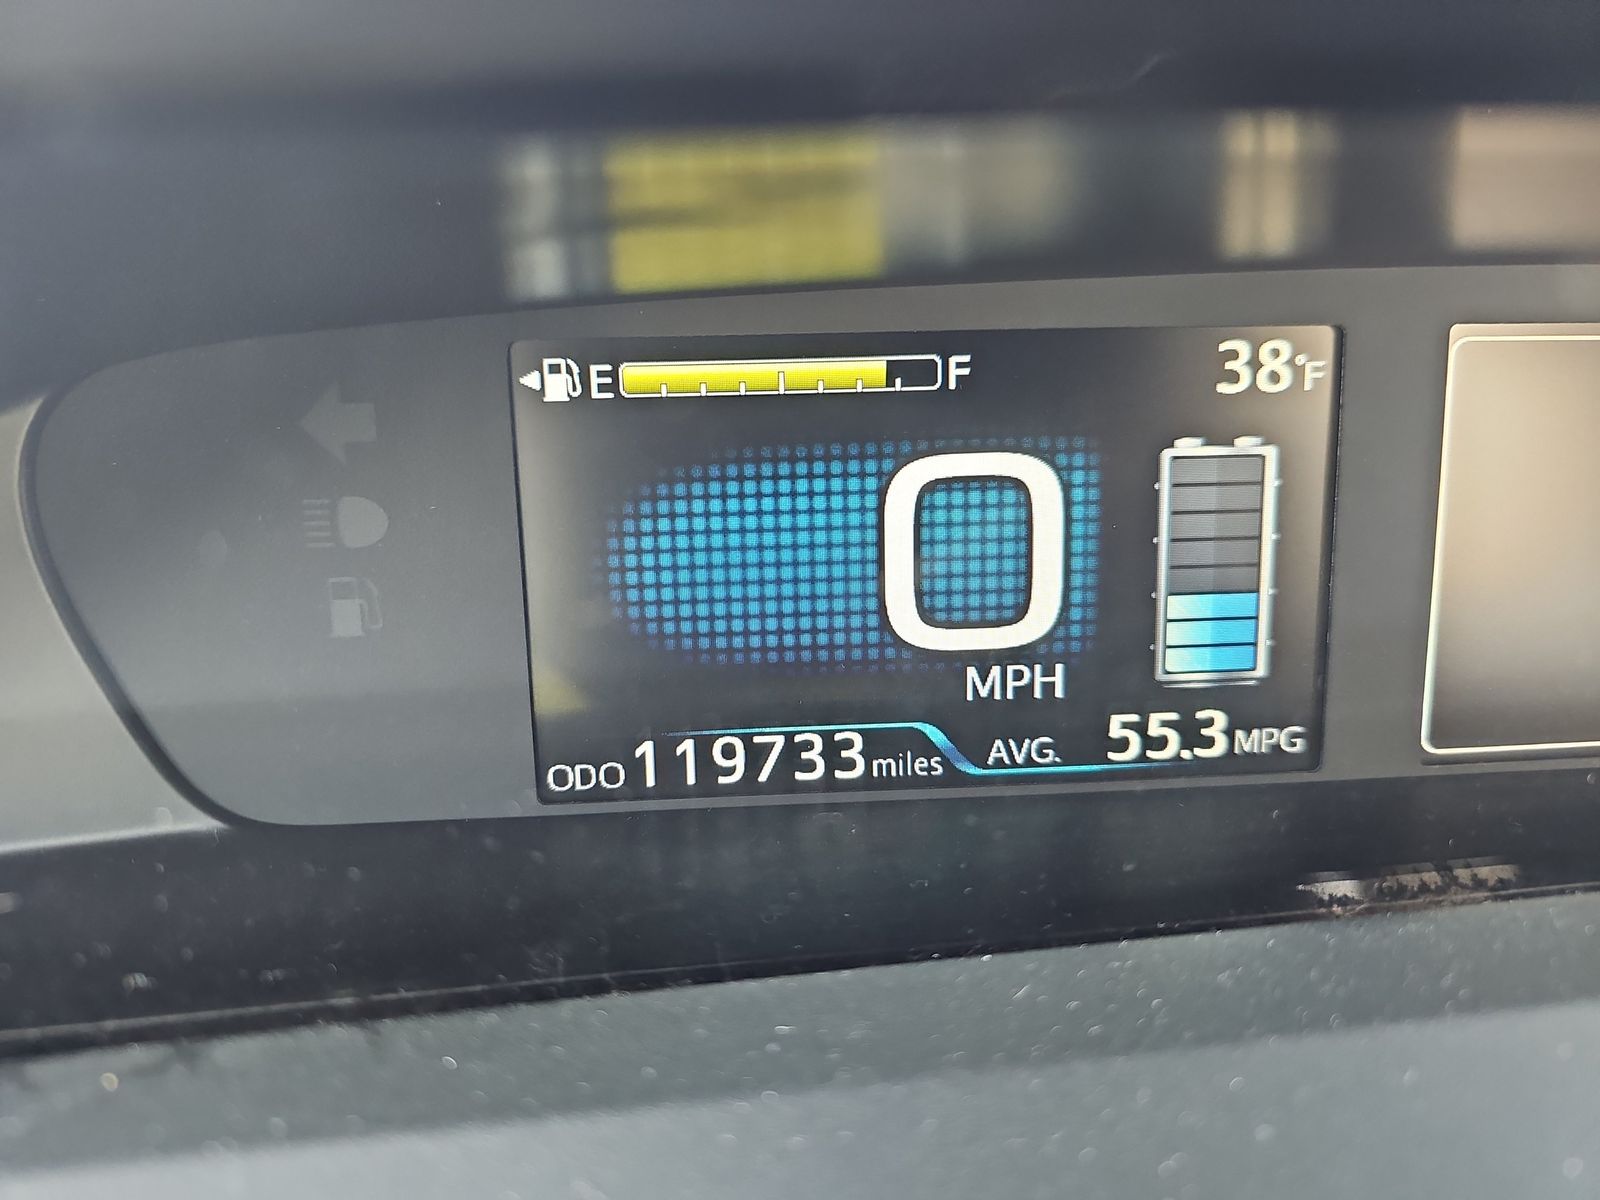 E F 38°F
0
MPH
ODO 119733 miles AVG. 55.3 MPG